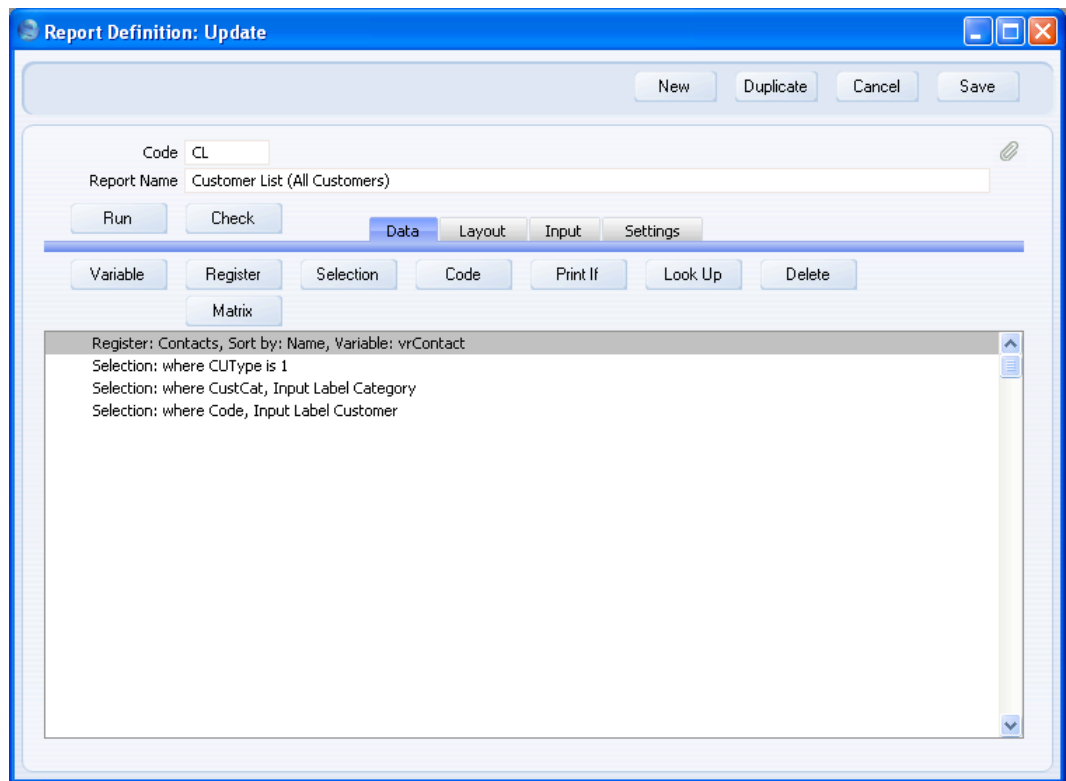 Report Definition: Update
New Duplicate Cancel Save
Code CL
Report Name Customer List (All Customers)
Run Check Data Layout Input Settings
Variable Register Selection Code Print If Look Up Delete
Matrix
Register: Contacts, Sort by: Name, Variable: vrContact
Selection: where CUType is 1
Selection: where CustCat, Input Label Category
Selection: where Code, Input Label Customer